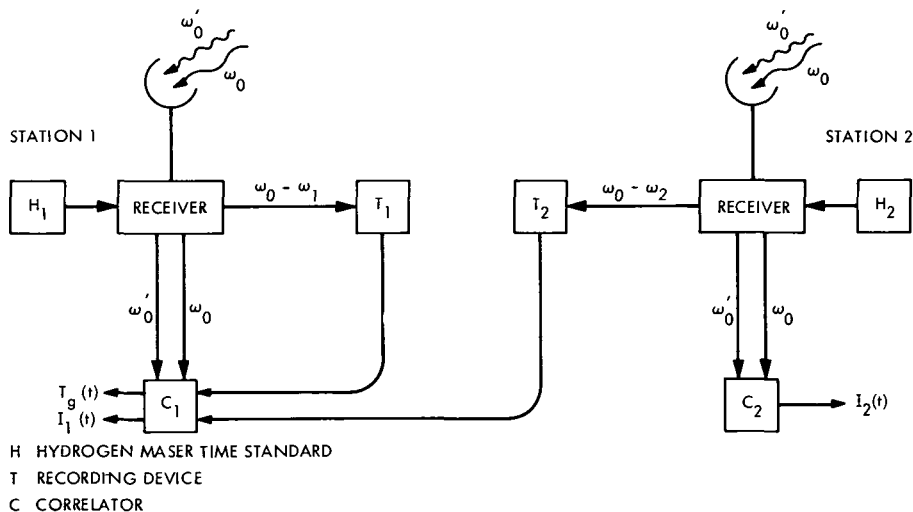 ω₀′
ω₀
ω₀′
ω₀
STATION 1
STATION 2
H₁
RECEIVER
ω₀ - ω₁
T₁
T₂
ω₀ - ω₂
RECEIVER
H₂
ω₀′
ω₀
ω₀′
ω₀
T_g(t)
I₁(t)
C₁
C₂
I₂(t)
H HYDROGEN MASER TIME STANDARD
T RECORDING DEVICE
C CORRELATOR